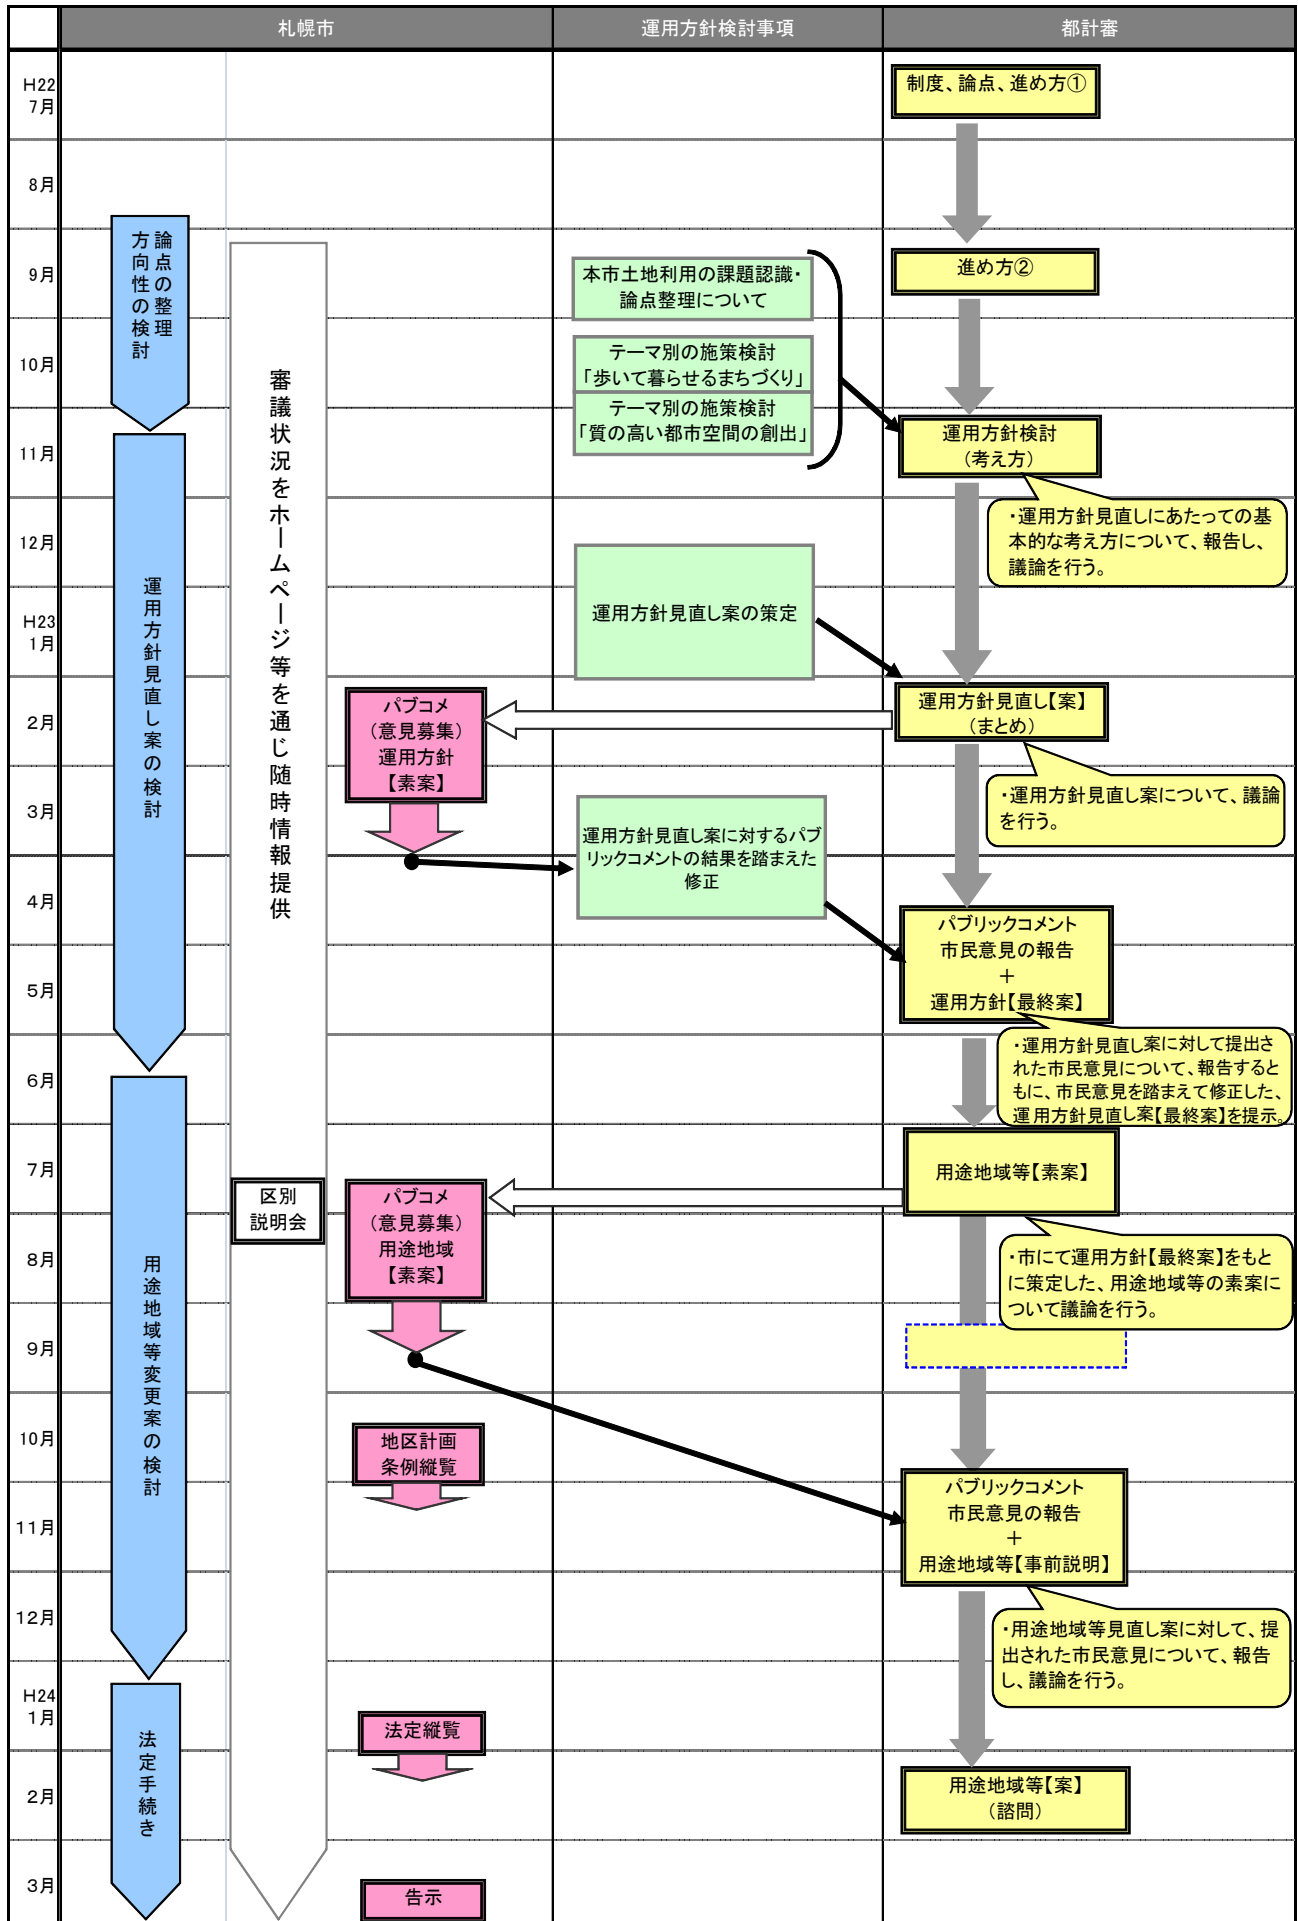 札幌市
運用方針検討事項
都計審
H22
7月
8月
9月
10月
11月
12月
H23
1月
2月
3月
4月
5月
6月
7月
8月
9月
10月
11月
12月
H24
1月
2月
3月
論点の整理
方向性の検討
運用方針見直し案の検討
用途地域等変更案の検討
法定手続き
審議状況をホームページ等を通じ随時情報提供
区別
説明会
パブコメ
(意見募集)
運用方針
【素案】
パブコメ
(意見募集)
用途地域
【素案】
地区計画
条例縦覧
法定縦覧
告示
本市土地利用の課題認識・
論点整理について
テーマ別の施策検討
「歩いて暮らせるまちづくり」
テーマ別の施策検討
「質の高い都市空間の創出」
運用方針見直し案の策定
運用方針見直し案に対するパブ
リックコメントの結果を踏まえた
修正
制度、論点、進め方①
進め方②
運用方針検討
(考え方)
・運用方針見直しにあたっての基
本的な考え方について、報告し、
議論を行う。
運用方針見直し【案】
(まとめ)
・運用方針見直し案について、議論
を行う。
パブリックコメント
市民意見の報告
+
運用方針【最終案】
・運用方針見直し案に対して提出さ
れた市民意見について、報告すると
ともに、市民意見を踏まえて修正した、
運用方針見直し案【最終案】を提示。
用途地域等【素案】
・市にて運用方針【最終案】をもと
に策定した、用途地域等の素案に
ついて議論を行う。
パブリックコメント
市民意見の報告
+
用途地域等【事前説明】
・用途地域等見直し案に対して、提
出された市民意見について、報告
し、議論を行う。
用途地域等【案】
(諮問)